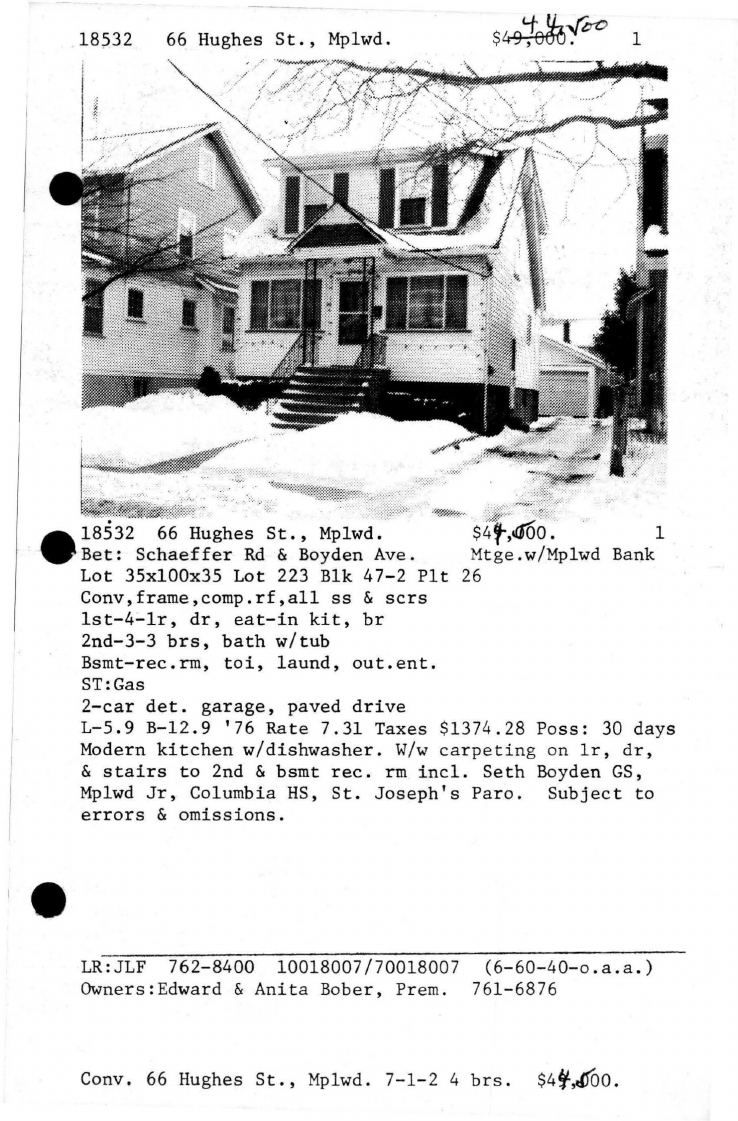 44,500
18532 66 Hughes St., Mplwd. $49,000. 1
18532 66 Hughes St., Mplwd. $44,500. 1
Bet: Schaeffer Rd & Boyden Ave. Mtge.w/Mplwd Bank
Lot 35x100x35 Lot 223 Blk 47-2 Plt 26
Conv,frame,comp.rf,all ss & scrs
1st-4-lr, dr, eat-in kit, br
2nd-3-3 brs, bath w/tub
Bsmt-rec.rm, toi, laund, out.ent.
ST:Gas
2-car det. garage, paved drive
L-5.9 B-12.9 '76 Rate 7.31 Taxes $1374.28 Poss: 30 days
Modern kitchen w/dishwasher. W/w carpeting on lr, dr,
& stairs to 2nd & bsmt rec. rm incl. Seth Boyden GS,
Mplwd Jr, Columbia HS, St. Joseph's Paro. Subject to
errors & omissions.
LR:JLF 762-8400 10018007/70018007 (6-60-40-o.a.a.)
Owners:Edward & Anita Bober, Prem. 761-6876
Conv. 66 Hughes St., Mplwd. 7-1-2 4 brs. $44,500.